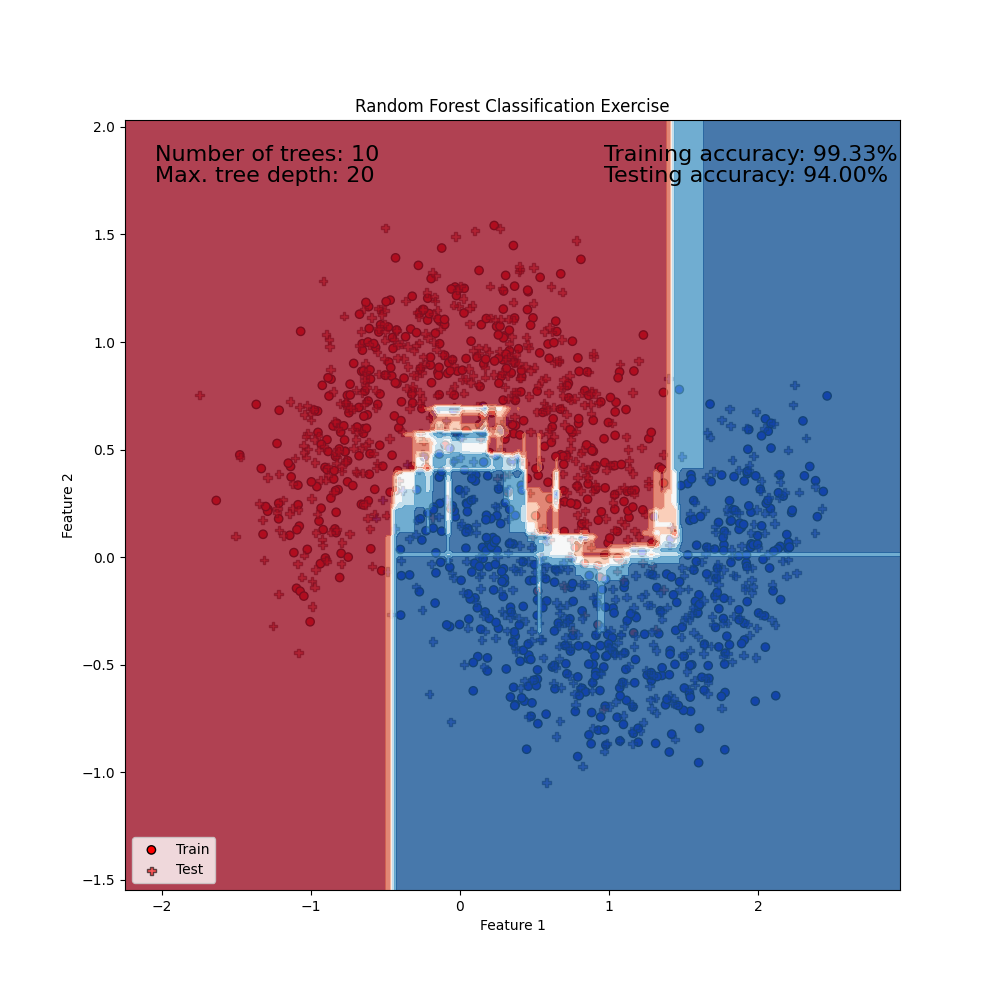 Random Forest Classification Exercise
Number of trees: 10
Max. tree depth: 20
Training accuracy: 99.33%
Testing accuracy: 94.00%
2.0
1.5
1.0
0.5
0.0
−0.5
−1.0
−1.5
Feature 2
Train
Test
−2
−1
0
1
2
Feature 1